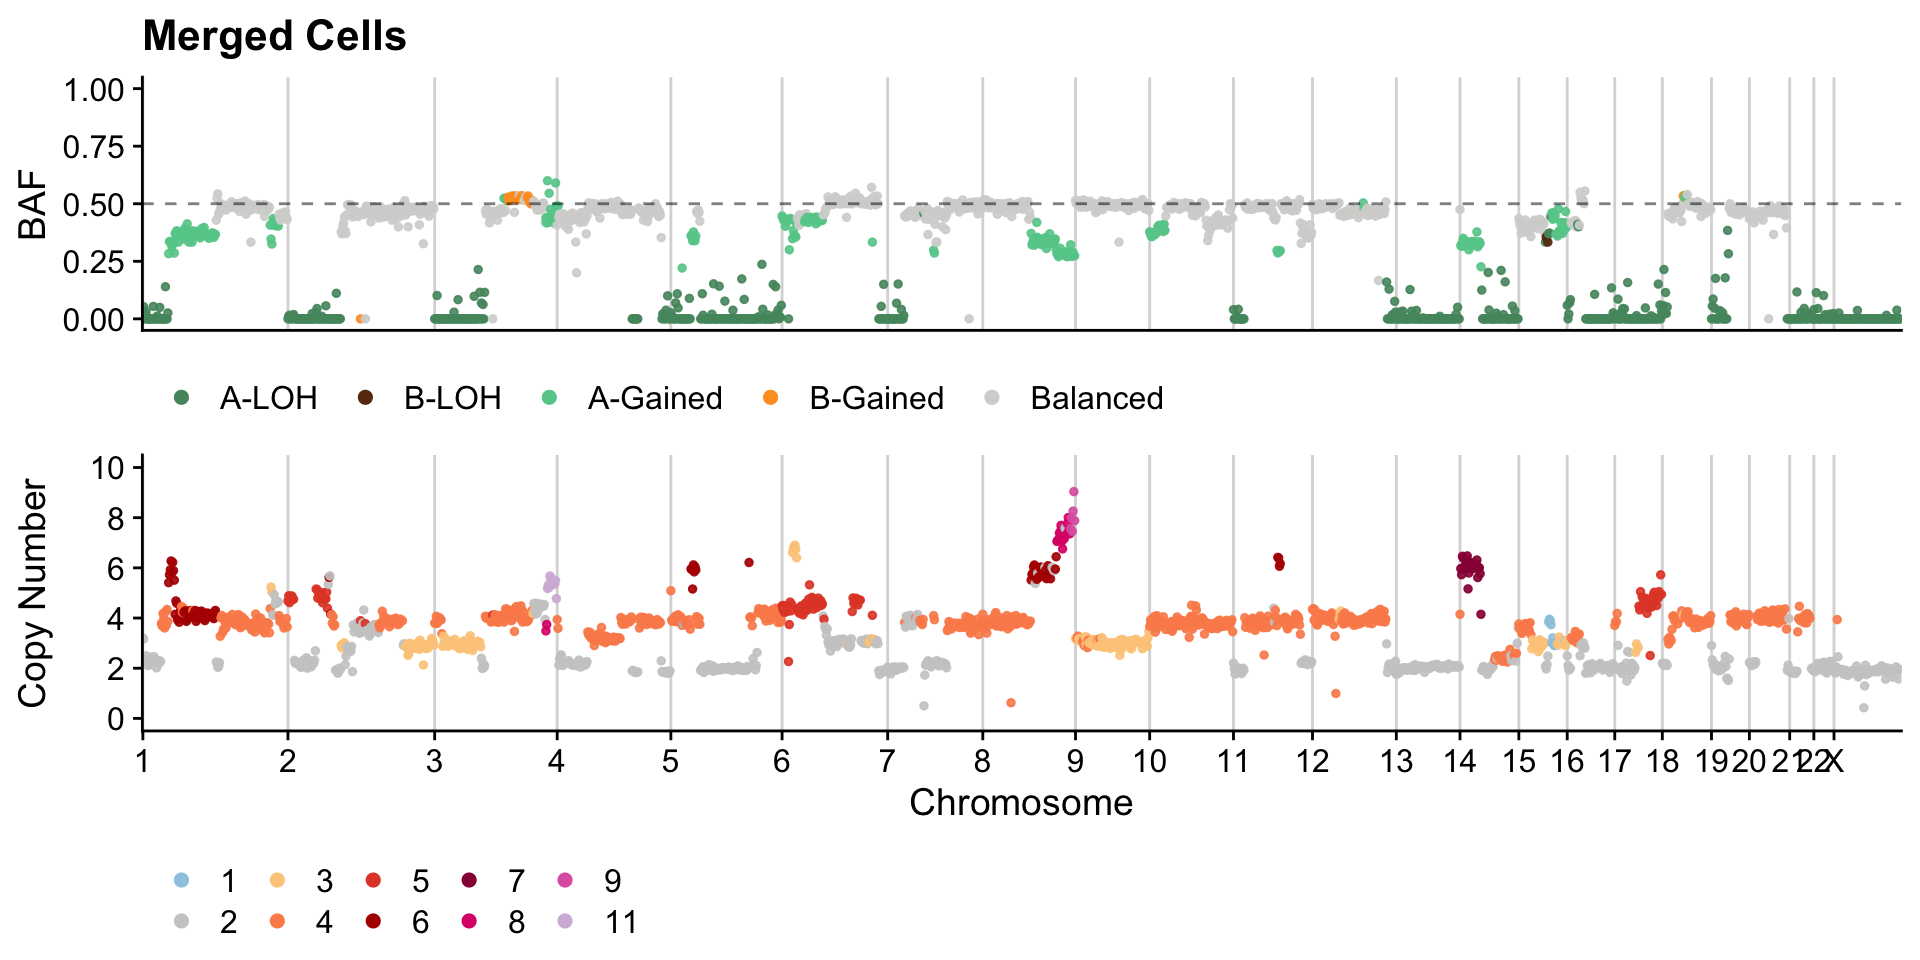 Merged Cells
1.00
0.75
0.50
0.25
0.00
BAF
A-LOH B-LOH A-Gained B-Gained Balanced
10
8
6
4
2
0
Copy Number
1 2 3 4 5 6 7 8 9 10 11 12 13 14 15 16 17 18 19 20 21 22 X
Chromosome
1 3 5 7 9
2 4 6 8 11